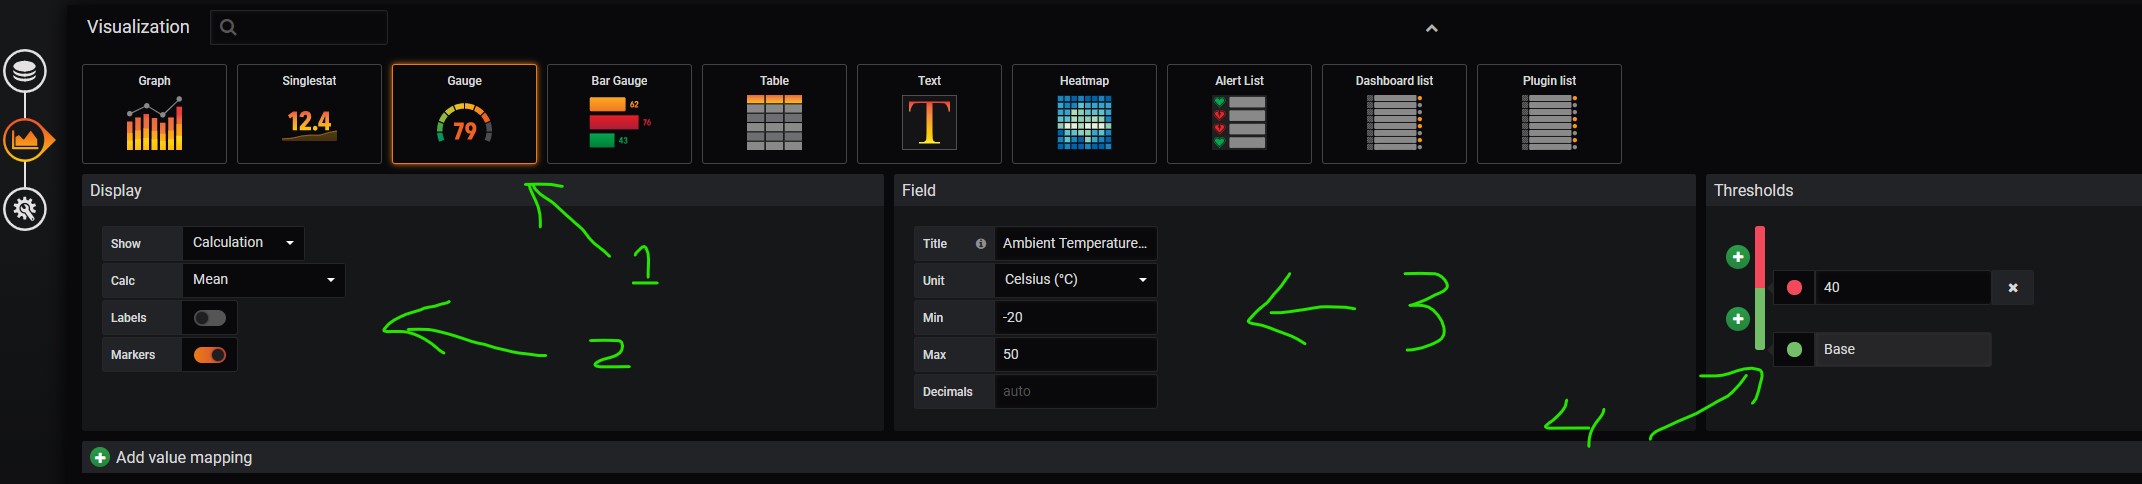 Visualization
Graph
Singlestat
Gauge
Bar Gauge
Table
Text
Heatmap
Alert List
Dashboard list
Plugin list
12.4
79
62
76
43
T
Display
Field
Thresholds
Show Calculation
Calc Mean
Labels
Markers
Title Ambient Temperature...
Unit Celsius (°C)
Min -20
Max 50
Decimals auto
40
Base
1
2
3
4
Add value mapping